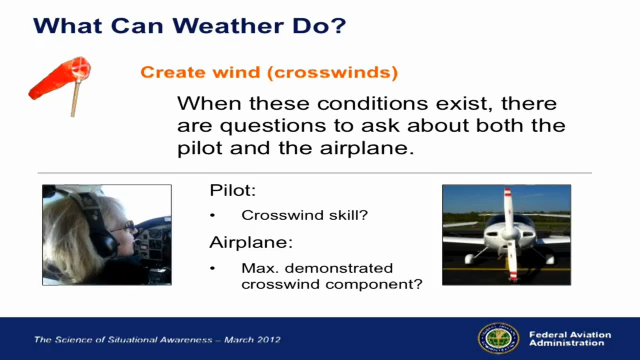 What Can Weather Do?
Create wind (crosswinds)
When these conditions exist, there
are questions to ask about both the
pilot and the airplane.
Pilot:
• Crosswind skill?
Airplane:
• Max. demonstrated
crosswind component?
The Science of Situational Awareness – March 2012
Federal Aviation
Administration